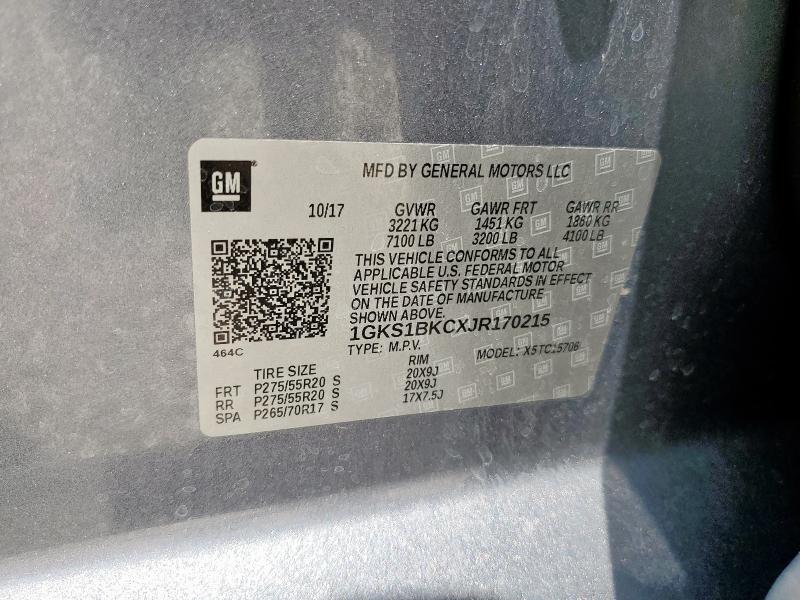 GM
MFD BY GENERAL MOTORS LLC
10/17 GVWR GAWR FRT GAWR RR
3221 KG 1451 KG 1860 KG
7100 LB 3200 LB 4100 LB
THIS VEHICLE CONFORMS TO ALL
APPLICABLE U.S. FEDERAL MOTOR
VEHICLE SAFETY STANDARDS IN EFFECT
ON THE DATE OF MANUFACTURE
SHOWN ABOVE.
1GKS1BKCXJR170215
464C
TYPE: M.P.V. MODEL: X5TC15706
TIRE SIZE RIM
FRT P275/55R20 S 20X9J
RR P275/55R20 S 20X9J
SPA P265/70R17 S 17X7.5J